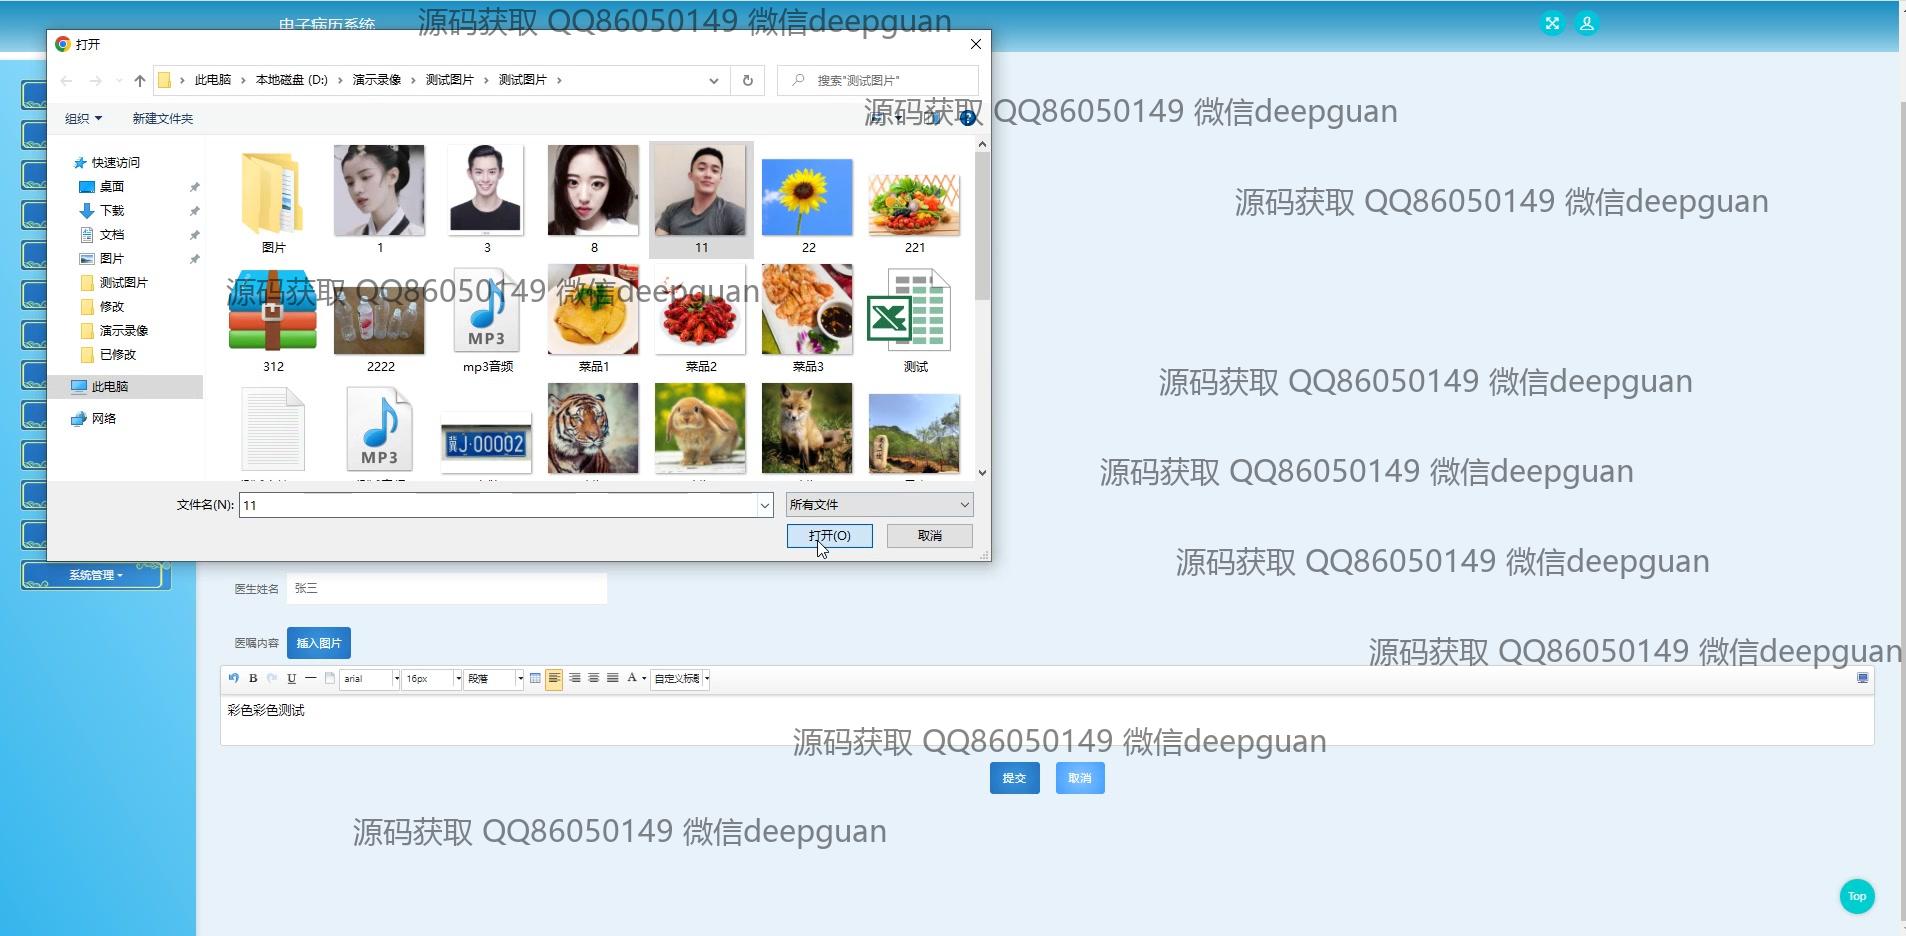 电子病历系统
源码获取 QQ86050149 微信deepguan
打开
此电脑 › 本地磁盘 (D:) › 演示录像 › 测试图片 › 测试图片 ›
搜索"测试图片"
源码获取 QQ86050149 微信deepguan
组织
新建文件夹
源码获取 QQ86050149 微信deepguan
快速访问
桌面
下载
文档
图片
测试图片
修改
演示录像
已修改
此电脑
网络
图片
1
3
8
11
22
221
源码获取 QQ86050149 微信deepguan
MP3
312
2222
mp3音频
菜品1
菜品2
菜品3
测试
MP3
冀J·00002
源码获取 QQ86050149 微信deepguan
源码获取 QQ86050149 微信deepguan
文件名(N):
11
所有文件
打开(O)
取消
源码获取 QQ86050149 微信deepguan
系统管理
医生姓名
张三
医嘱内容
插入图片
源码获取 QQ86050149 微信deepguan
B
U
arial
16px
段落
A
自定义标题
彩色彩色测试
源码获取 QQ86050149 微信deepguan
提交
取消
源码获取 QQ86050149 微信deepguan
Top